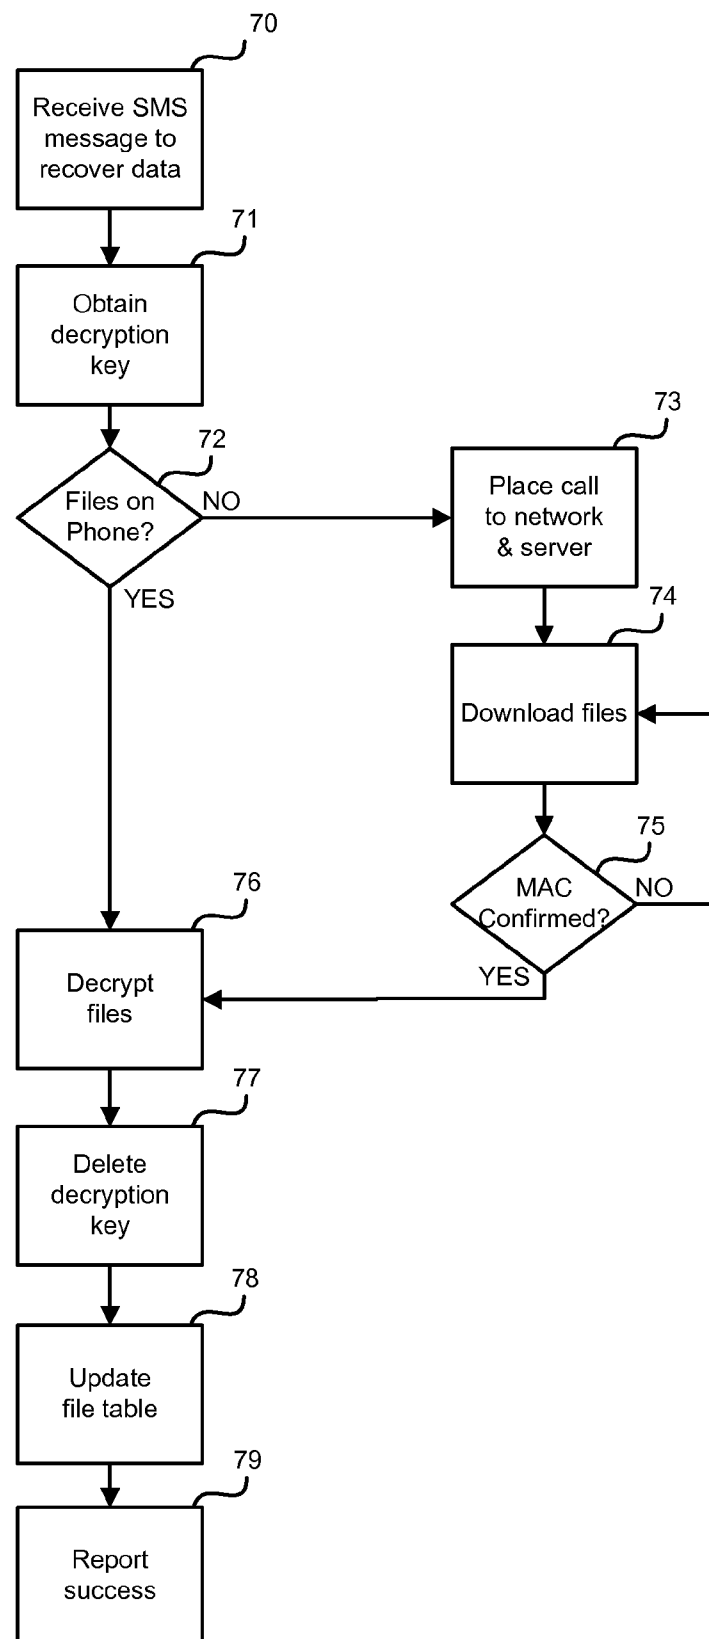 70
Receive SMS
message to
recover data
71
Obtain
decryption
key
72
Files on
Phone?
NO
YES
73
Place call
to network
& server
74
Download files
75
MAC
Confirmed?
NO
YES
76
Decrypt
files
77
Delete
decryption
key
78
Update
file table
79
Report
success